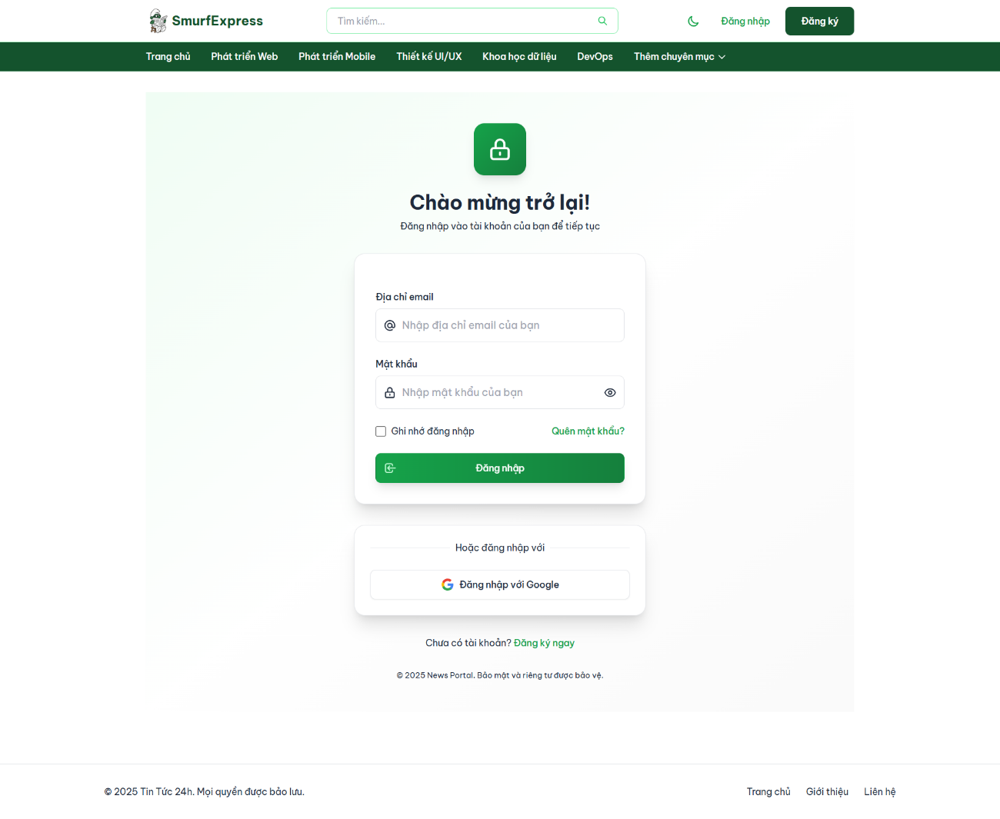 SmurfExpress
Tìm kiếm...
Đăng nhập
Đăng ký
Trang chủ
Phát triển Web
Phát triển Mobile
Thiết kế UI/UX
Khoa học dữ liệu
DevOps
Thêm chuyên mục
Chào mừng trở lại!
Đăng nhập vào tài khoản của bạn để tiếp tục
Địa chỉ email
Nhập địa chỉ email của bạn
Mật khẩu
Nhập mật khẩu của bạn
Ghi nhớ đăng nhập
Quên mật khẩu?
Đăng nhập
Hoặc đăng nhập với
Đăng nhập với Google
Chưa có tài khoản? Đăng ký ngay
© 2025 News Portal. Bảo mật và riêng tư được bảo vệ.
© 2025 Tin Tức 24h. Mọi quyền được bảo lưu.
Trang chủ
Giới thiệu
Liên hệ